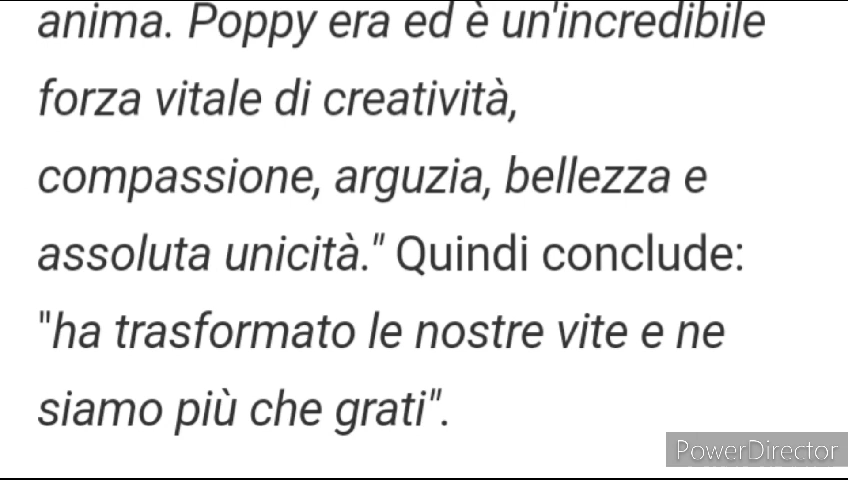 anima. Poppy era ed è un'incredibile
forza vitale di creatività,
compassione, arguzia, bellezza e
assoluta unicità." Quindi conclude:
"ha trasformato le nostre vite e ne
siamo più che grati".
PowerDirector